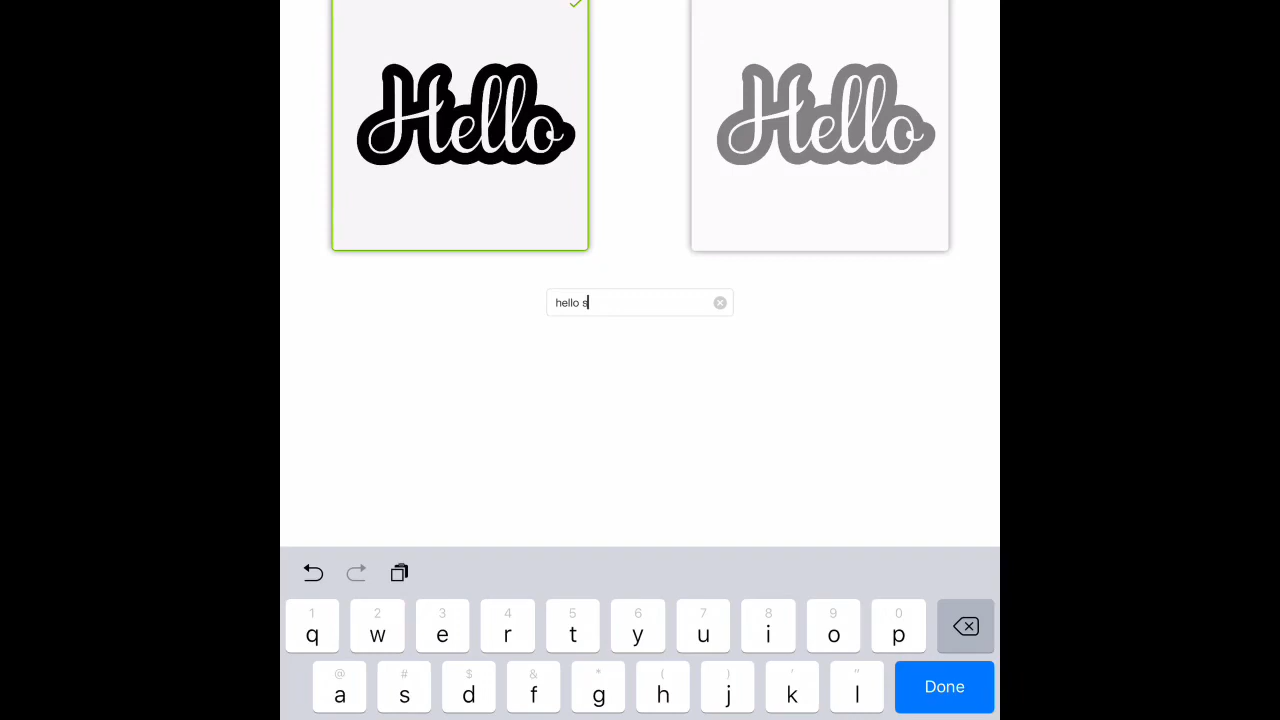 Hello Hello
hello s
1 2 3 4 5 6 7 8 9 0
q w e r t y u i o p
@ # $ & * ( ) ' "
a s d f g h j k l Done